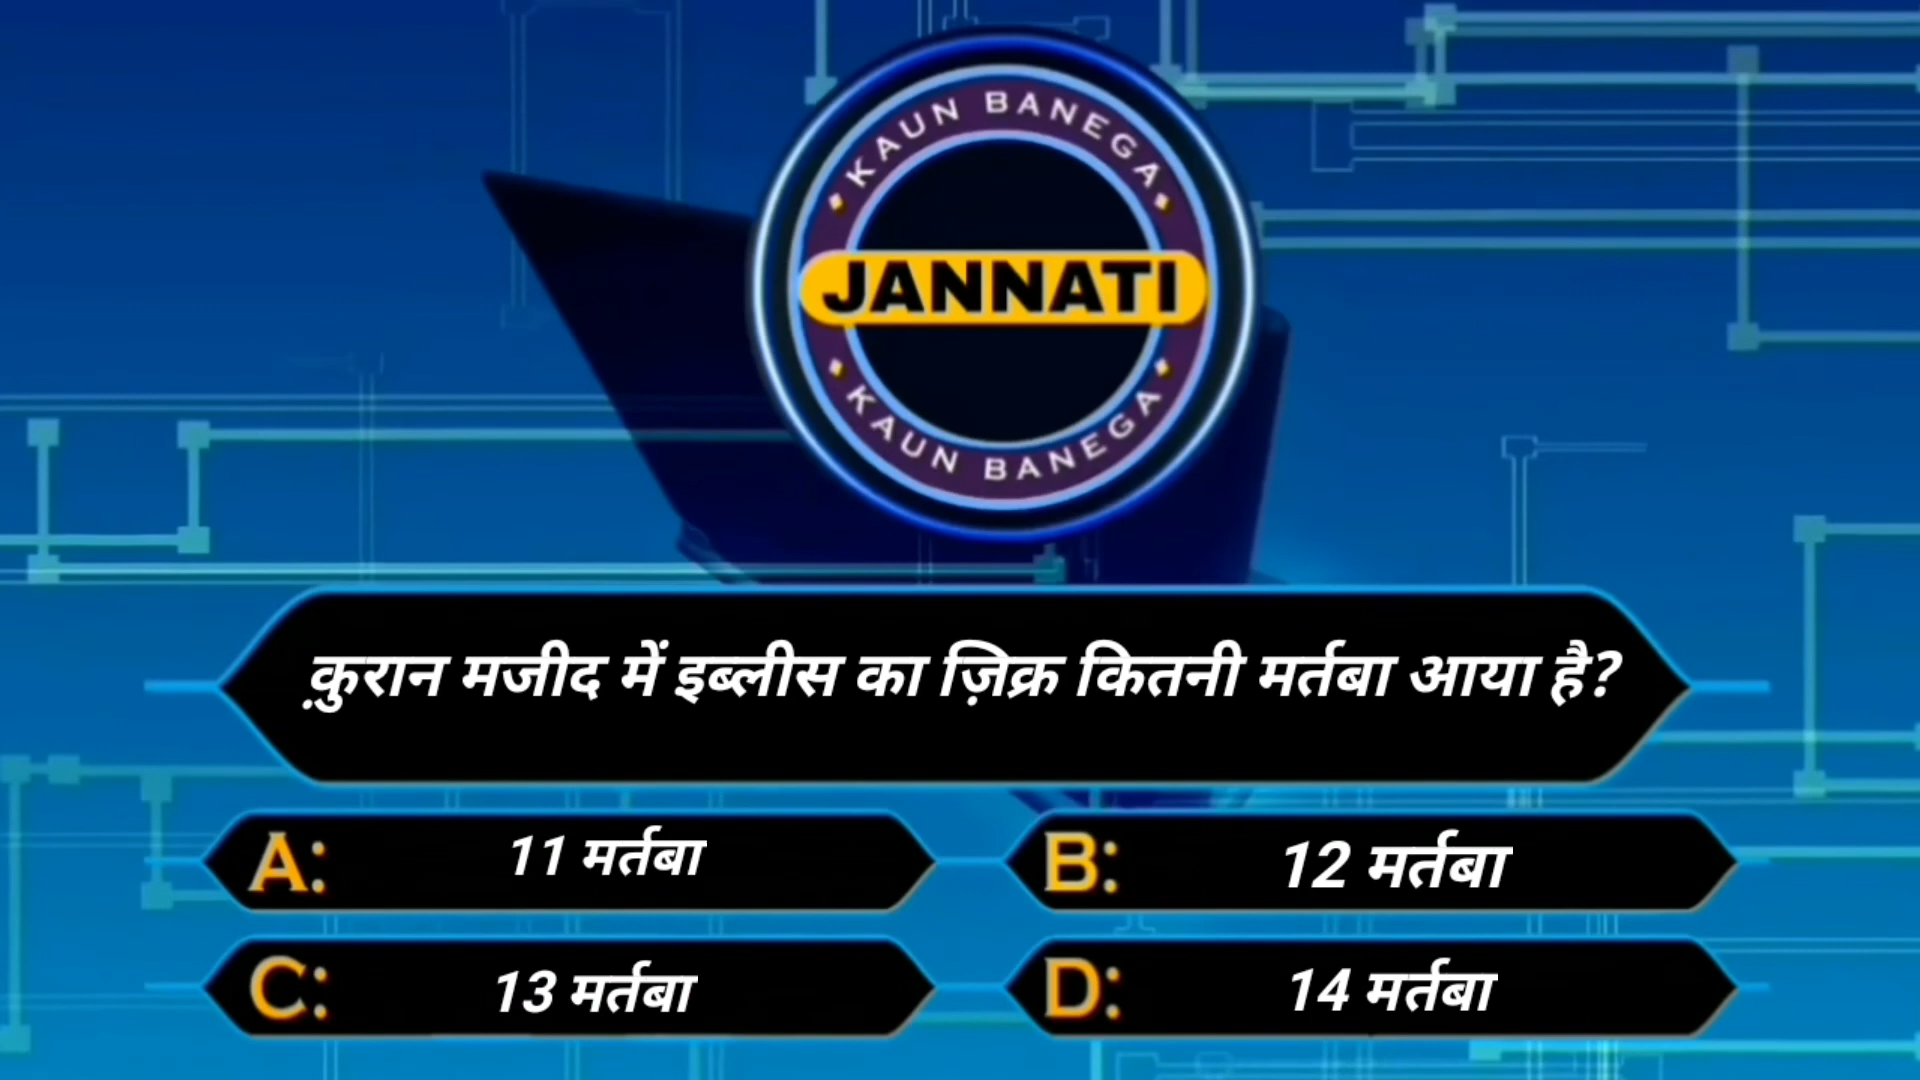 KAUN BANEGA
JANNATI
KAUN BANEGA
क़ुरान मजीद में इब्लीस का ज़िक्र कितनी मर्तबा आया है?
A: 11 मर्तबा
B: 12 मर्तबा
C: 13 मर्तबा
D: 14 मर्तबा